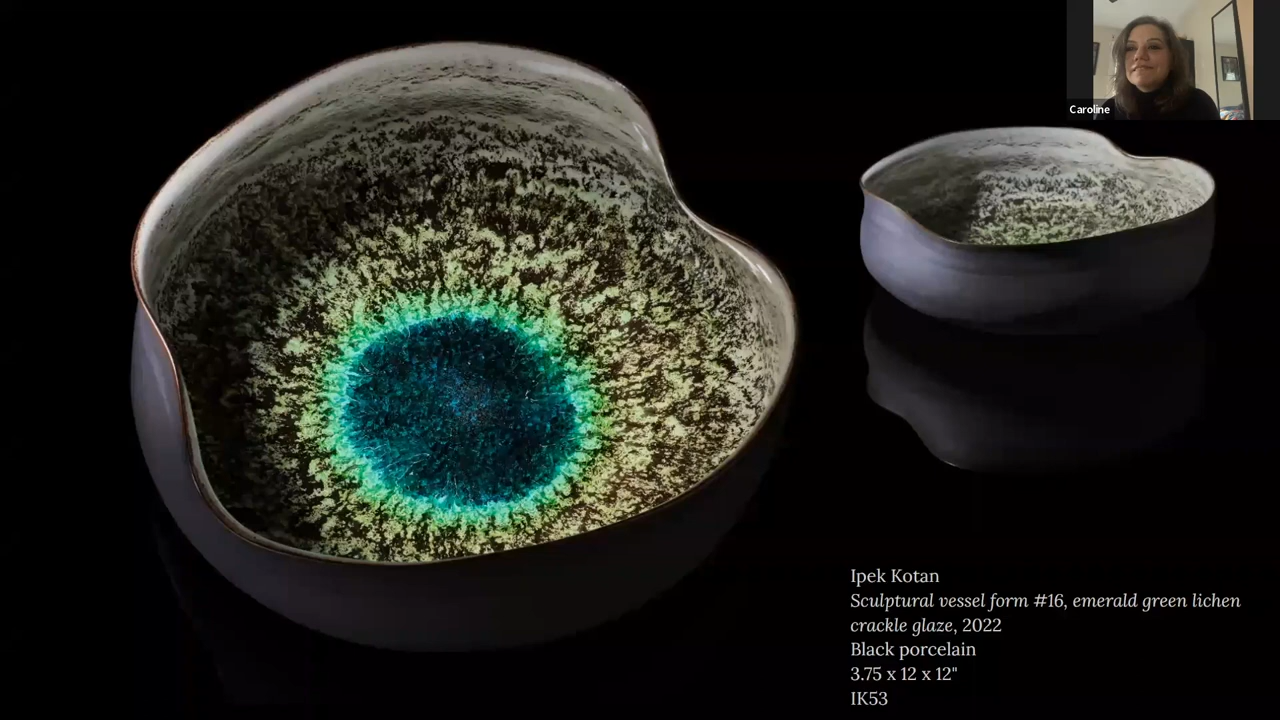 Caroline
Ipek Kotan
Sculptural vessel form #16, emerald green lichen
crackle glaze, 2022
Black porcelain
3.75 x 12 x 12"
IK53